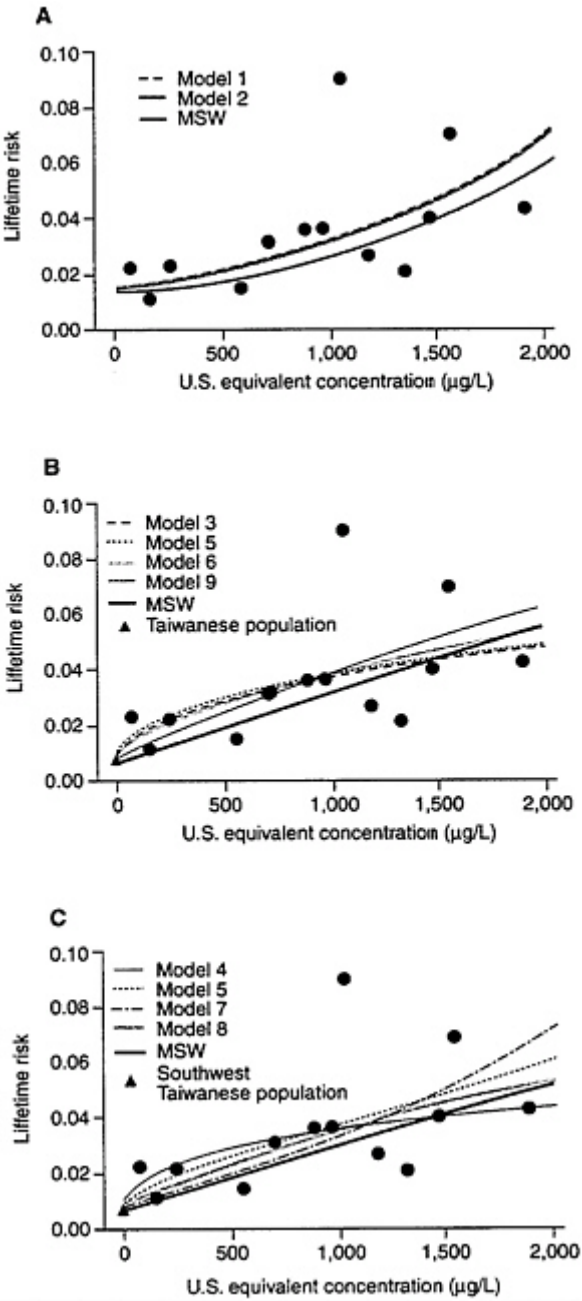 A
0.10
0.08
0.06
0.04
0.02
0.00
Liffetime risk
Model 1
Model 2
MSW
0 500 1,000 1,500 2,000
U.S. equivalent concentration (µg/L)
B
0.10
0.08
0.06
0.04
0.02
0.00
Liffetime risk
Model 3
Model 5
Model 6
Model 9
MSW
Taiwanese population
0 500 1,000 1,500 2,000
U.S. equivalent concentration (µg/L)
C
0.10
0.08
0.06
0.04
0.02
0.00
Liffetime risk
Model 4
Model 5
Model 7
Model 8
MSW
Southwest
Taiwanese population
0 500 1,000 1,500 2,000
U.S. equivalent concentration (µg/L)